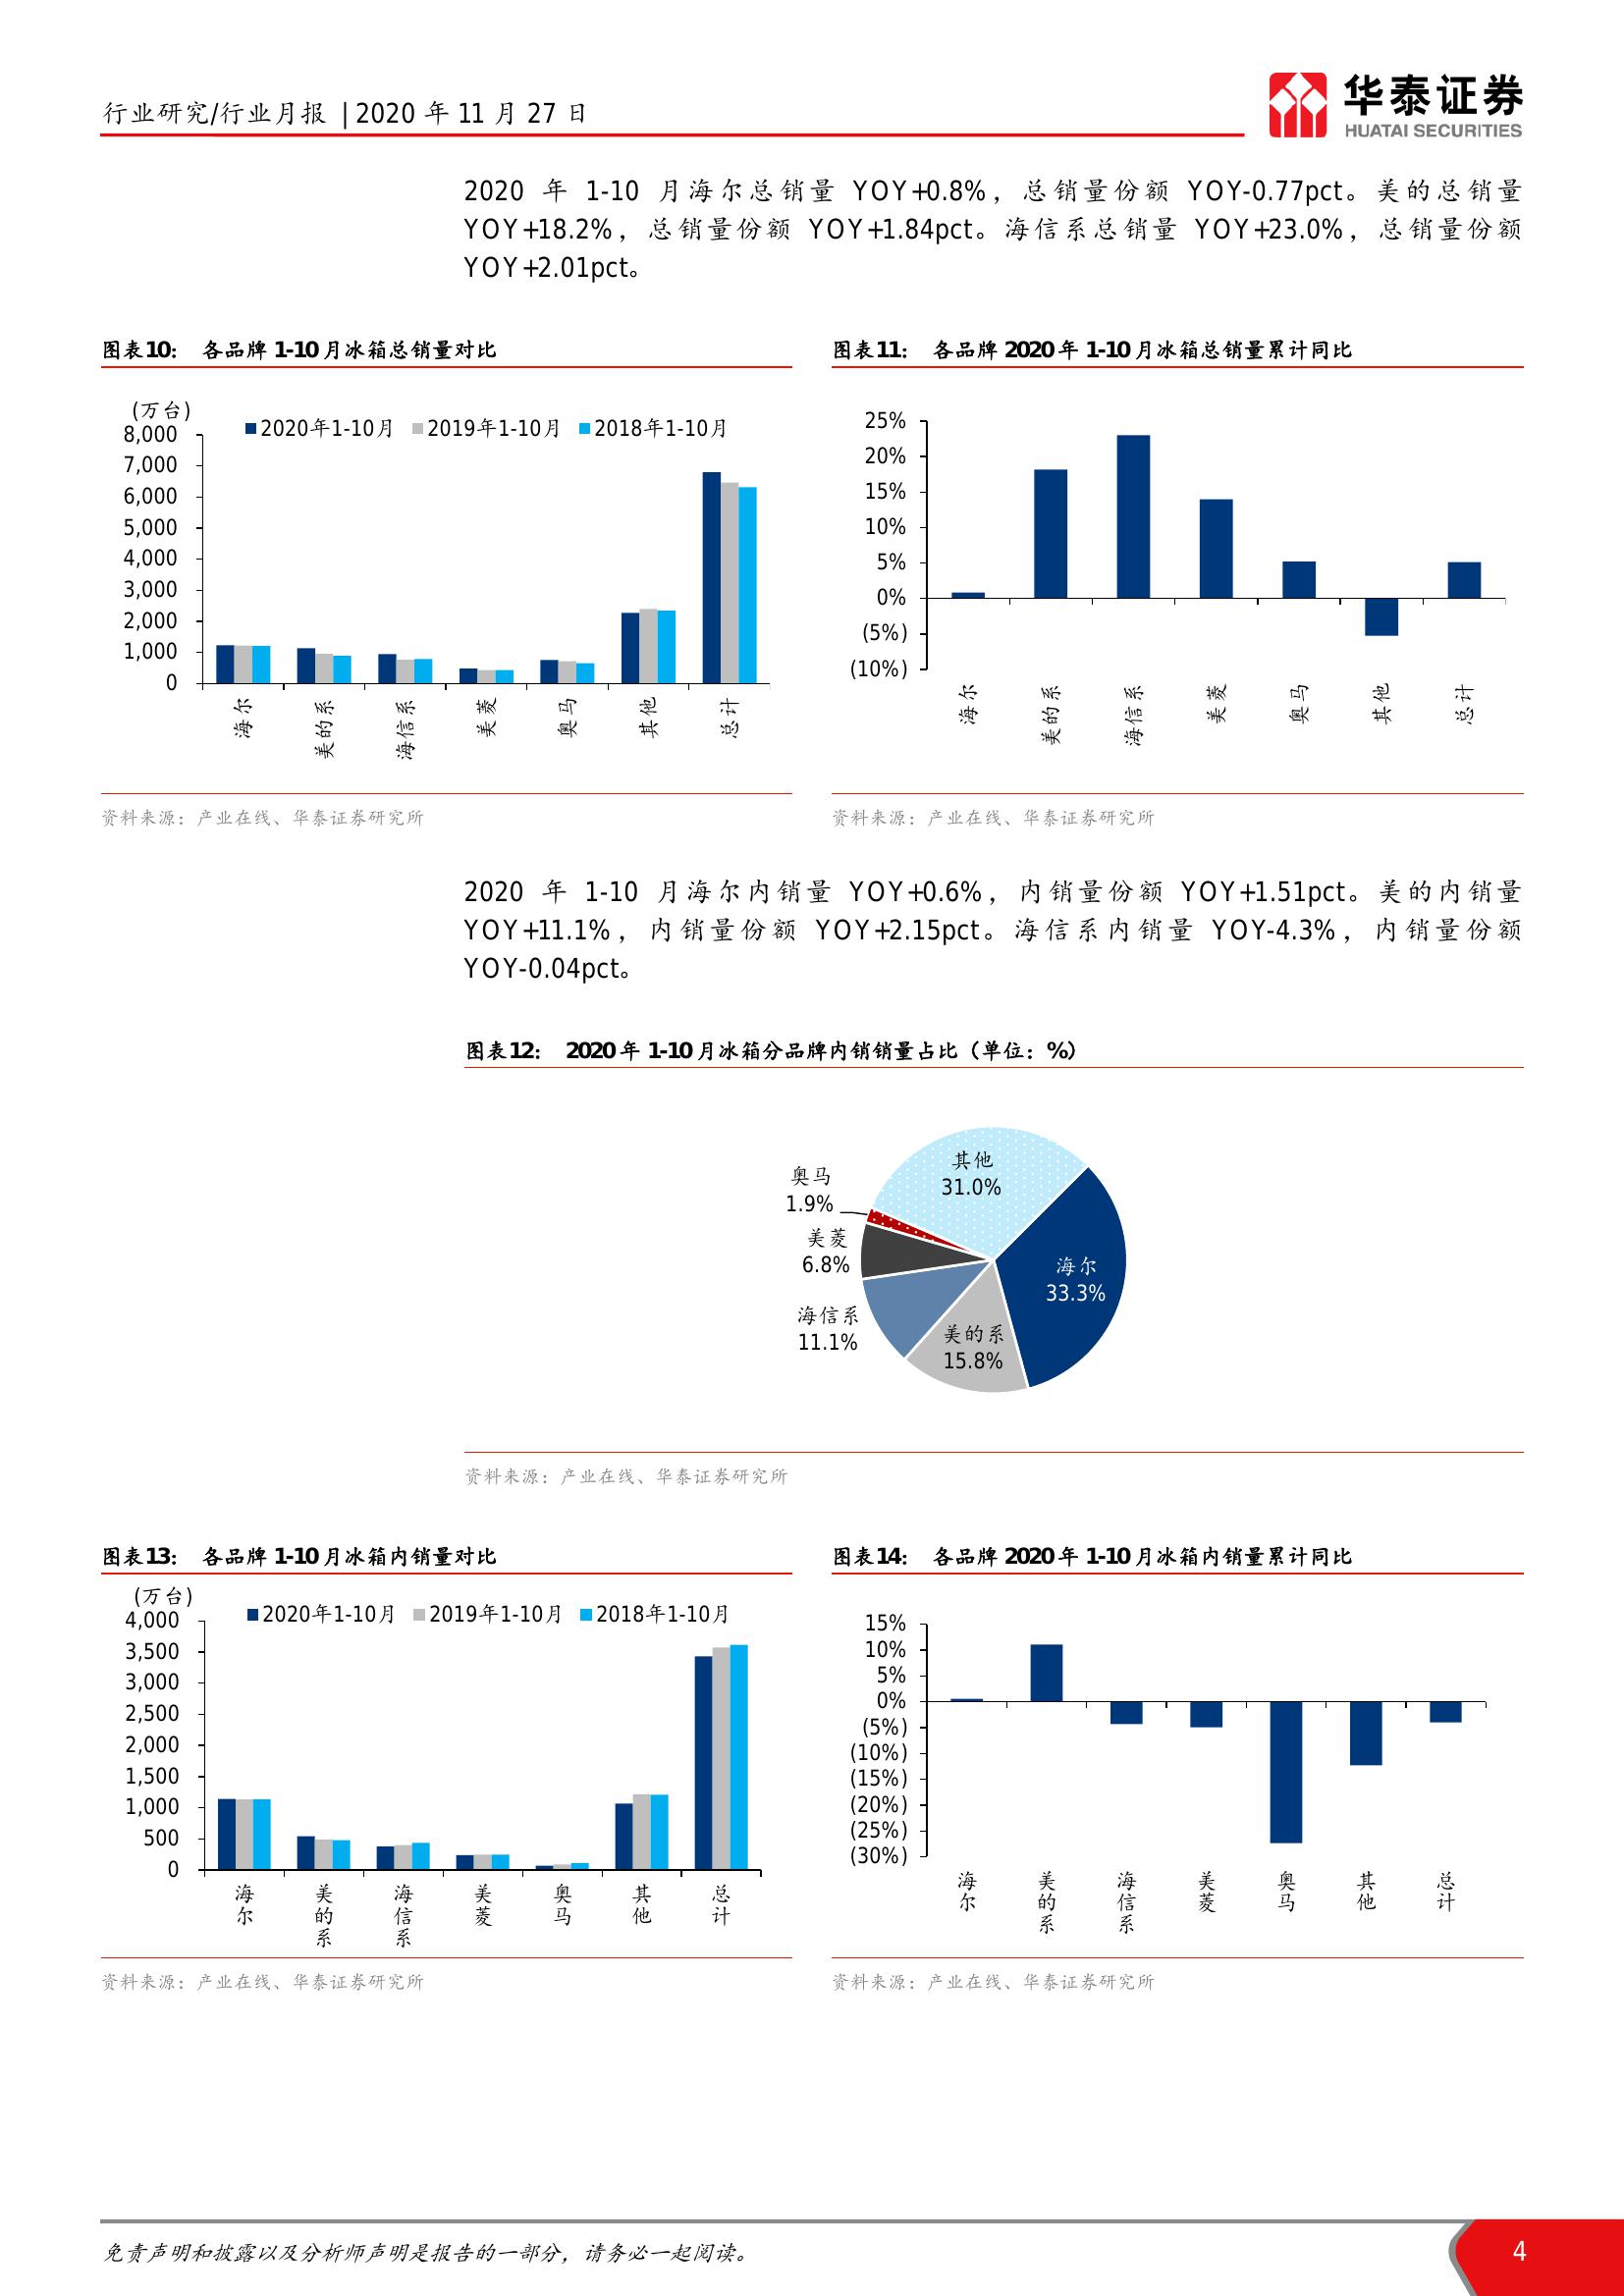 行业研究/行业月报 | 2020 年 11 月 27 日
华泰证券
HUATAI SECURITIES
2020 年 1-10 月海尔总销量 YOY+0.8%，总销量份额 YOY-0.77pct。美的总销量
YOY+18.2%，总销量份额 YOY+1.84pct。海信系总销量 YOY+23.0%，总销量份额
YOY+2.01pct。
图表10： 各品牌 1-10 月冰箱总销量对比
(万台)
2020年1-10月 2019年1-10月 2018年1-10月
8,000
7,000
6,000
5,000
4,000
3,000
2,000
1,000
0
海尔 美的系 海信系 美菱 奥马 其他 总计
资料来源：产业在线、华泰证券研究所
图表11： 各品牌 2020 年 1-10 月冰箱总销量累计同比
25%
20%
15%
10%
5%
0%
(5%)
(10%)
海尔 美的系 海信系 美菱 奥马 其他 总计
资料来源：产业在线、华泰证券研究所
2020 年 1-10 月海尔内销量 YOY+0.6%，内销量份额 YOY+1.51pct。美的内销量
YOY+11.1%，内销量份额 YOY+2.15pct。海信系内销量 YOY-4.3%，内销量份额
YOY-0.04pct。
图表12： 2020 年 1-10 月冰箱分品牌内销销量占比（单位：%）
其他
31.0%
奥马
1.9%
美菱
6.8%
海尔
33.3%
海信系
11.1%
美的系
15.8%
资料来源：产业在线、华泰证券研究所
图表13： 各品牌 1-10 月冰箱内销量对比
(万台)
2020年1-10月 2019年1-10月 2018年1-10月
4,000
3,500
3,000
2,500
2,000
1,500
1,000
500
0
海尔 美的系 海信系 美菱 奥马 其他 总计
资料来源：产业在线、华泰证券研究所
图表14： 各品牌 2020 年 1-10 月冰箱内销量累计同比
15%
10%
5%
0%
(5%)
(10%)
(15%)
(20%)
(25%)
(30%)
海尔 美的系 海信系 美菱 奥马 其他 总计
资料来源：产业在线、华泰证券研究所
免责声明和披露以及分析师声明是报告的一部分，请务必一起阅读。
4